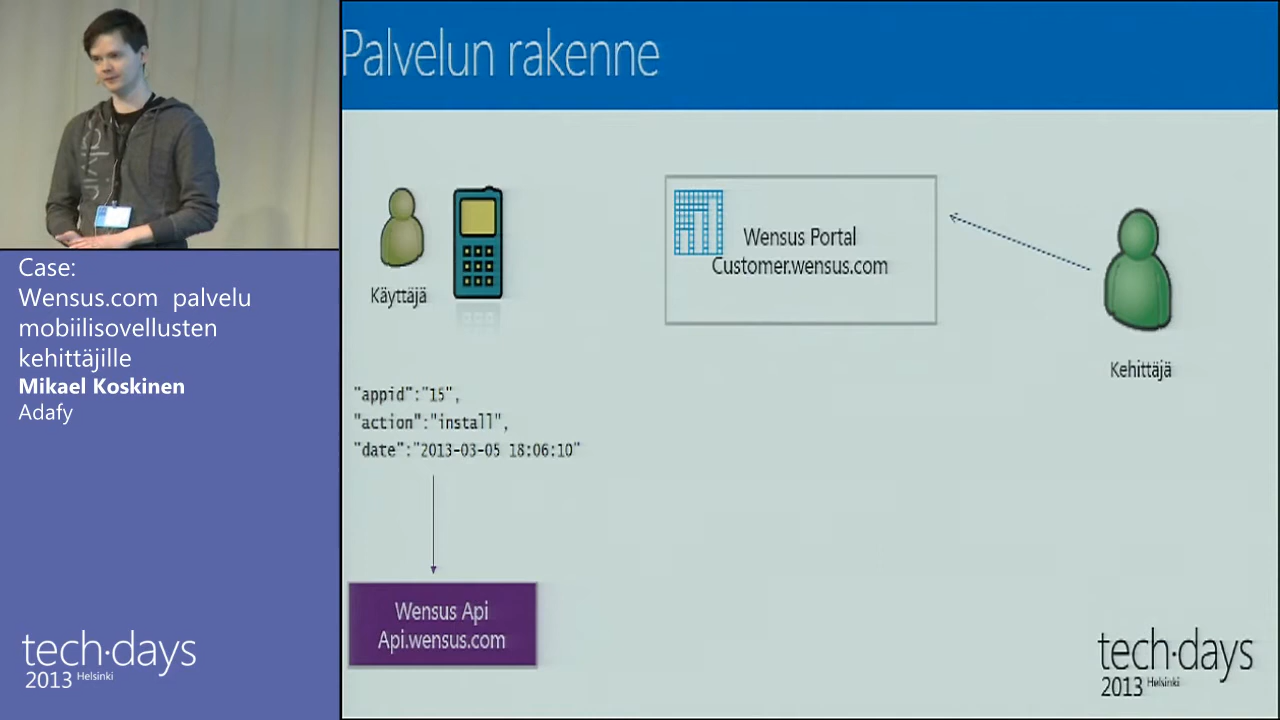 Palvelun rakenne
Käyttäjä
Wensus Portal
Customer.wensus.com
Kehittäjä
"appid":"15",
"action":"install",
"date":"2013-03-05 18:06:10"
Wensus Api
Api.wensus.com
tech·days
2013 Helsinki
Case:
Wensus.com palvelu
mobiilisovellusten
kehittäjille
Mikael Koskinen
Adafy
tech·days
2013 Helsinki